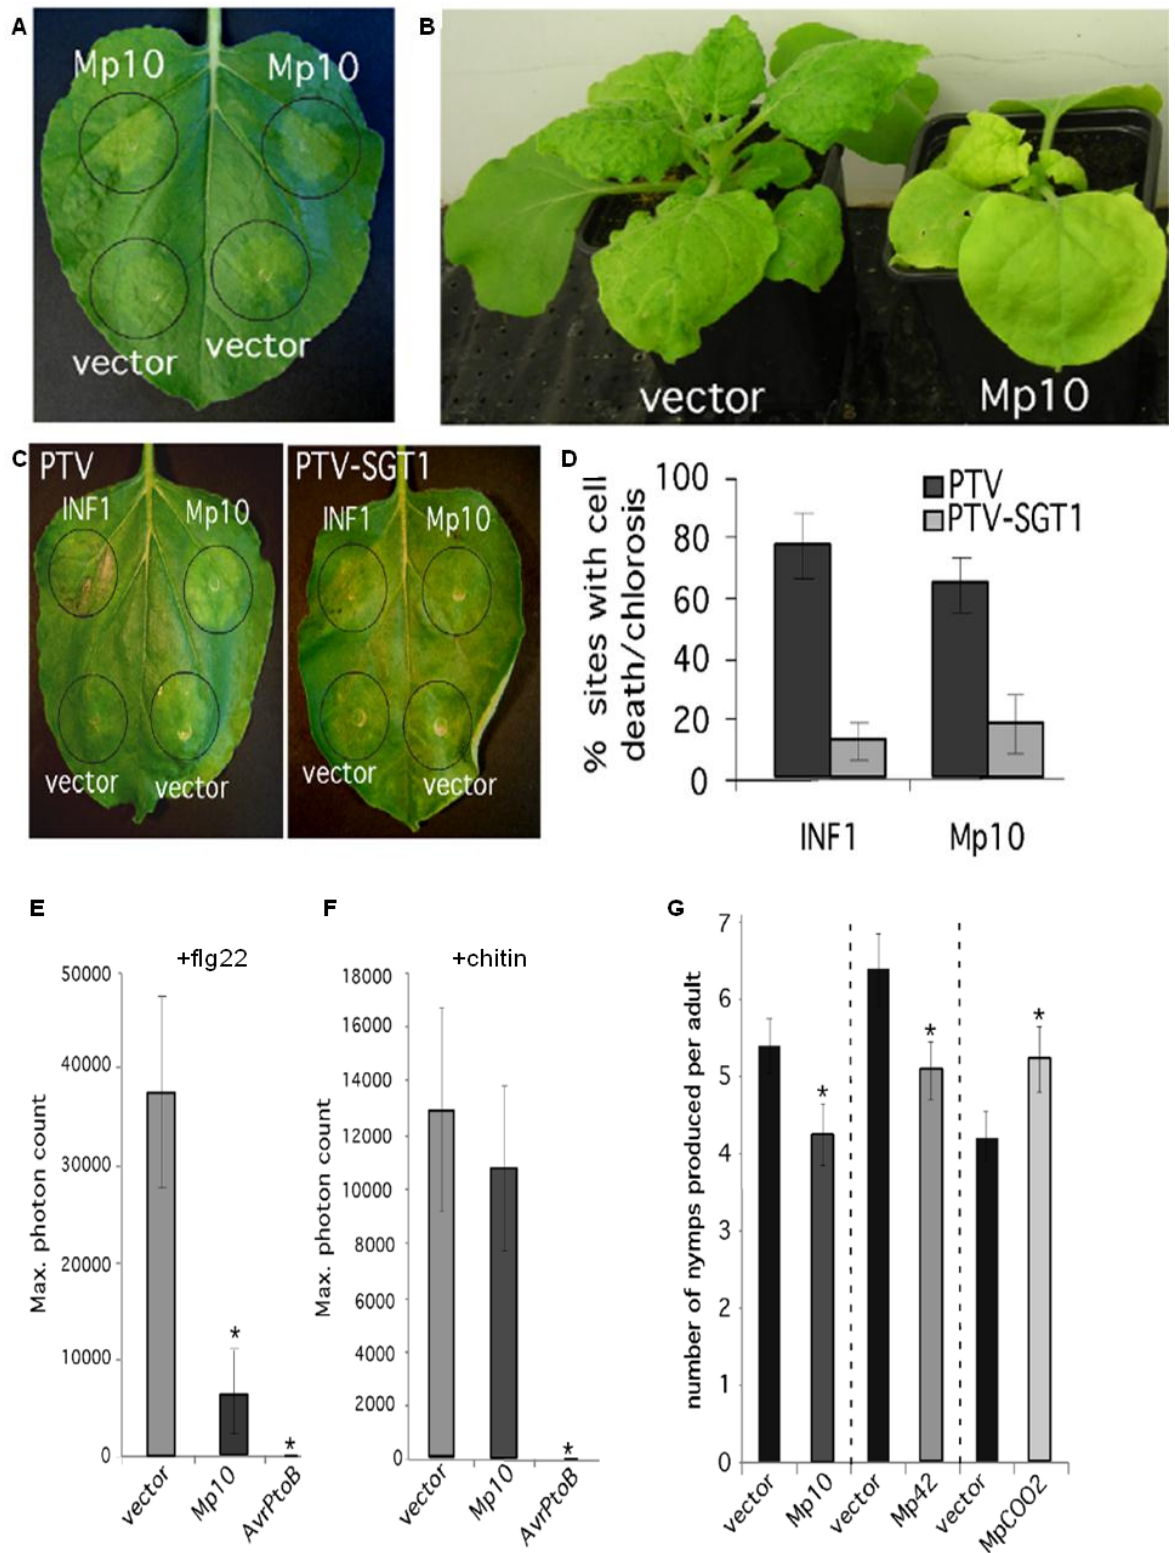 A
Mp10
Mp10
vector
vector
B
vector
Mp10
C
PTV
INF1
Mp10
vector
vector
PTV-SGT1
INF1
Mp10
vector
vector
D
% sites with cell
death/chlorosis
100
80
60
40
20
0
PTV
PTV-SGT1
INF1
Mp10
E
+flg22
Max. photon count
50000
40000
30000
20000
10000
0
*
*
vector
Mp10
AvrPtoB
F
+chitin
Max. photon count
18000
16000
14000
12000
10000
8000
6000
4000
2000
0
*
vector
Mp10
AvrPtoB
G
number of nymps produced per adult
7
6
5
4
3
2
1
0
*
*
*
vector
Mp10
vector
Mp42
vector
MpC002